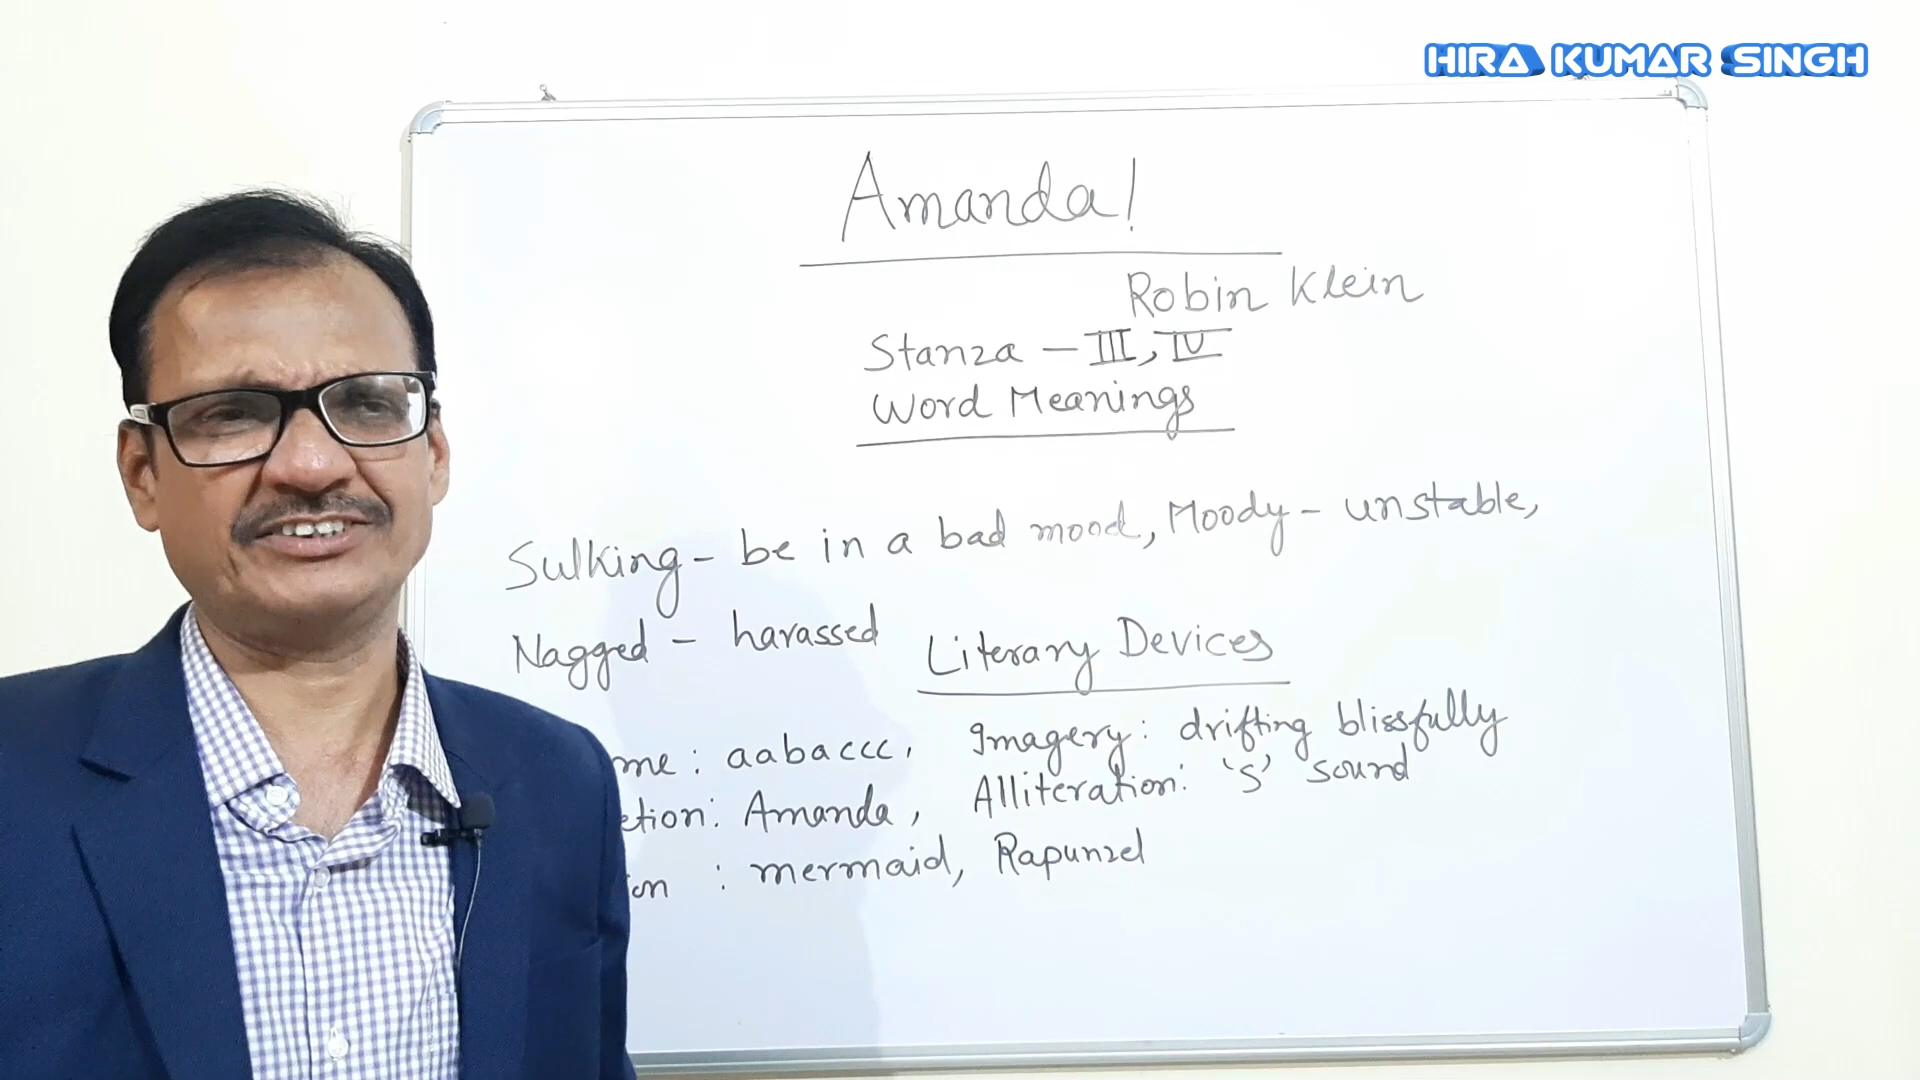 HIRA KUMAR SINGH
Amanda!
Robin Klein
Stanza - III, IV
Word Meanings
Sulking - be in a bad mood, Moody - unstable,
Nagged - harassed
Literary Devices
me: aabaccc, Imagery: drifting blissfully
etion: Amanda, Alliteration: 'S' sound
on : mermaid, Rapunzel